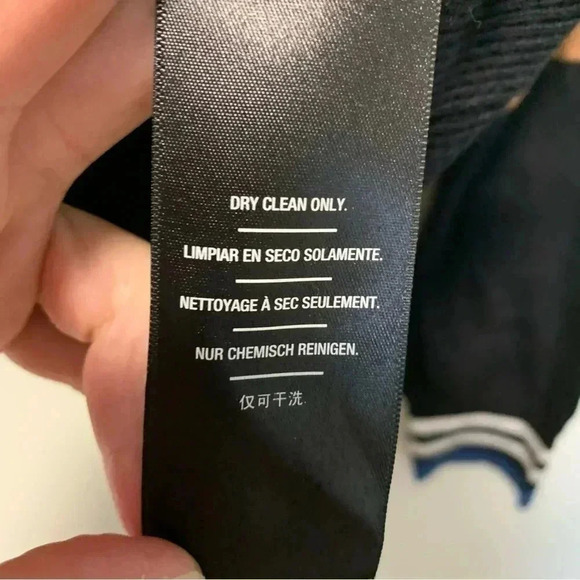 DRY CLEAN ONLY.
LIMPIAR EN SECO SOLAMENTE.
NETTOYAGE À SEC SEULEMENT.
NUR CHEMISCH REINIGEN.
仅可干洗